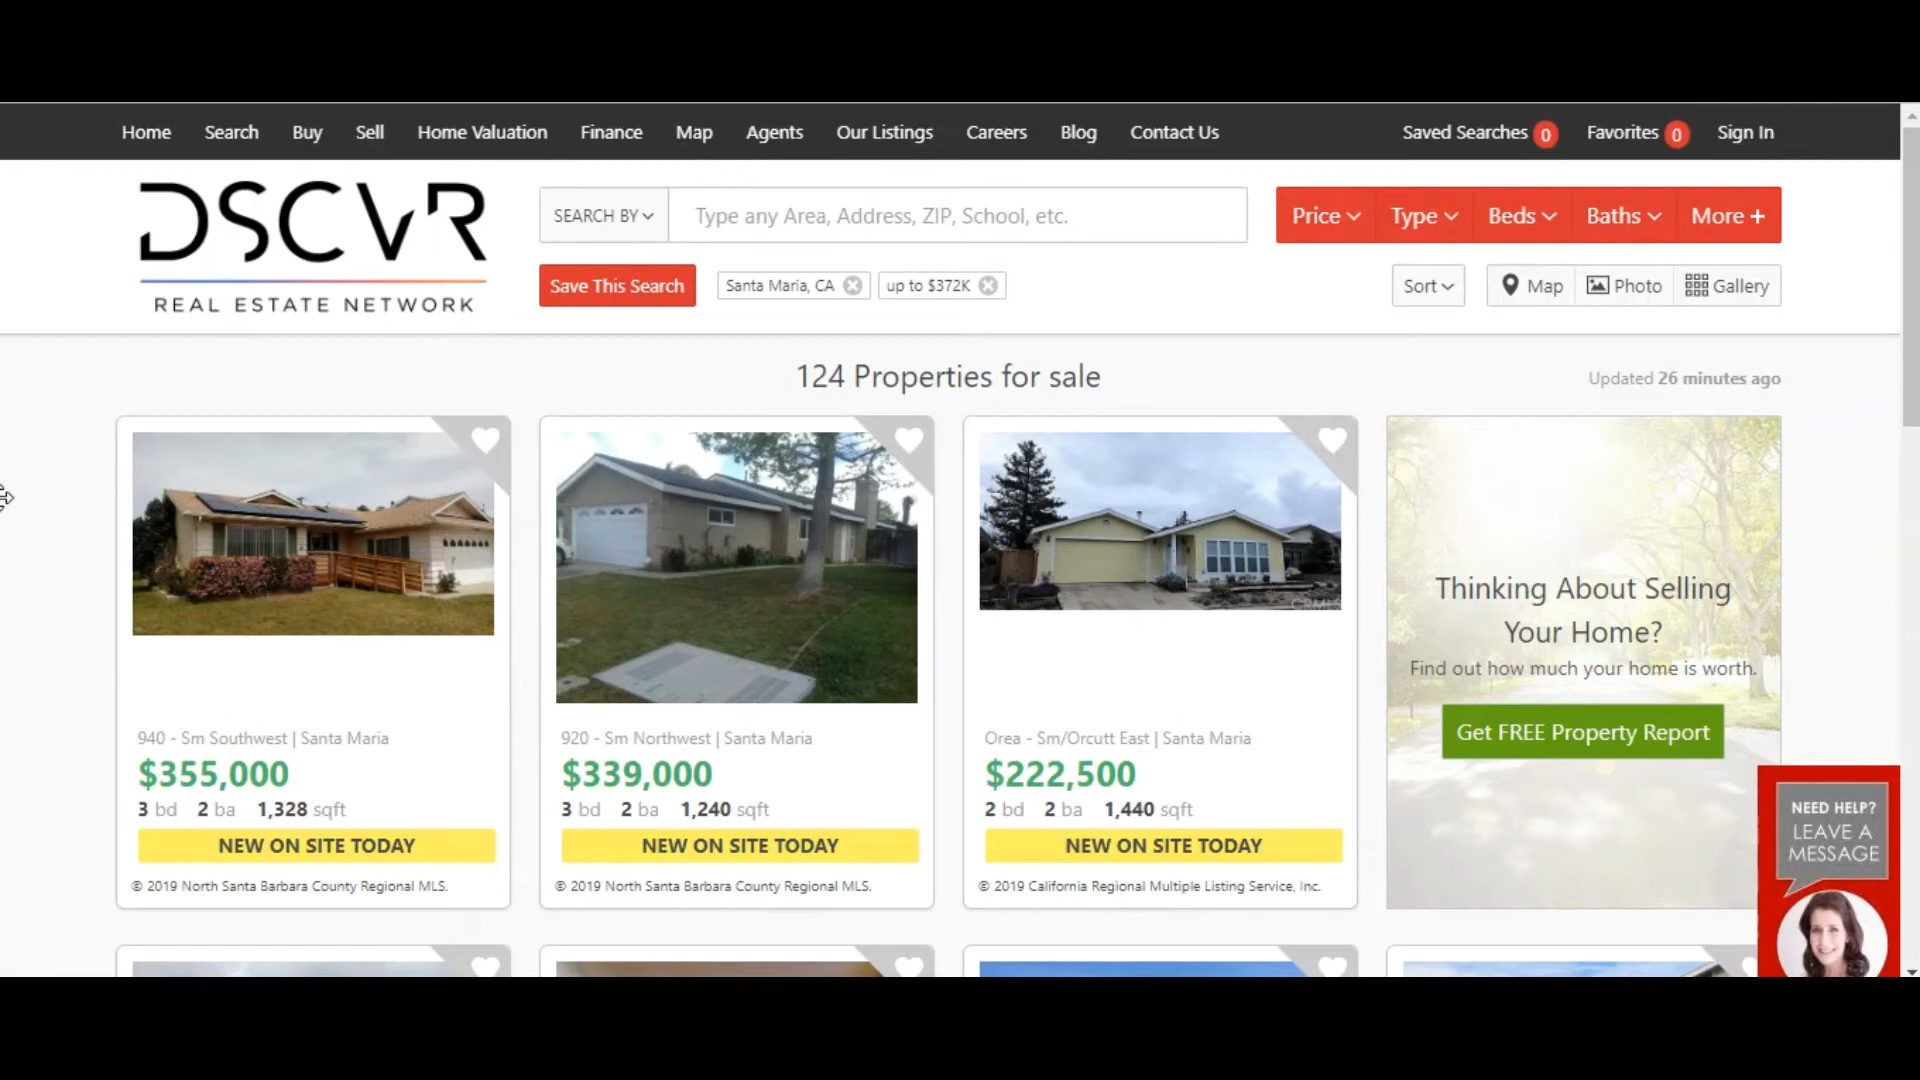 Home Search Buy Sell Home Valuation Finance Map Agents Our Listings Careers Blog Contact Us Saved Searches 0 Favorites 0 Sign In
DSCVR
REAL ESTATE NETWORK
SEARCH BY Type any Area, Address, ZIP, School, etc. Price Type Beds Baths More +
Save This Search Santa Maria, CA up to $372K Sort Map Photo Gallery
124 Properties for sale
Updated 26 minutes ago
940 - Sm Southwest | Santa Maria
$355,000
3 bd 2 ba 1,328 sqft
NEW ON SITE TODAY
© 2019 North Santa Barbara County Regional MLS.
920 - Sm Northwest | Santa Maria
$339,000
3 bd 2 ba 1,240 sqft
NEW ON SITE TODAY
© 2019 North Santa Barbara County Regional MLS.
CRMLS
Orea - Sm/Orcutt East | Santa Maria
$222,500
2 bd 2 ba 1,440 sqft
NEW ON SITE TODAY
© 2019 California Regional Multiple Listing Service, Inc.
Thinking About Selling
Your Home?
Find out how much your home is worth.
Get FREE Property Report
NEED HELP?
LEAVE A
MESSAGE